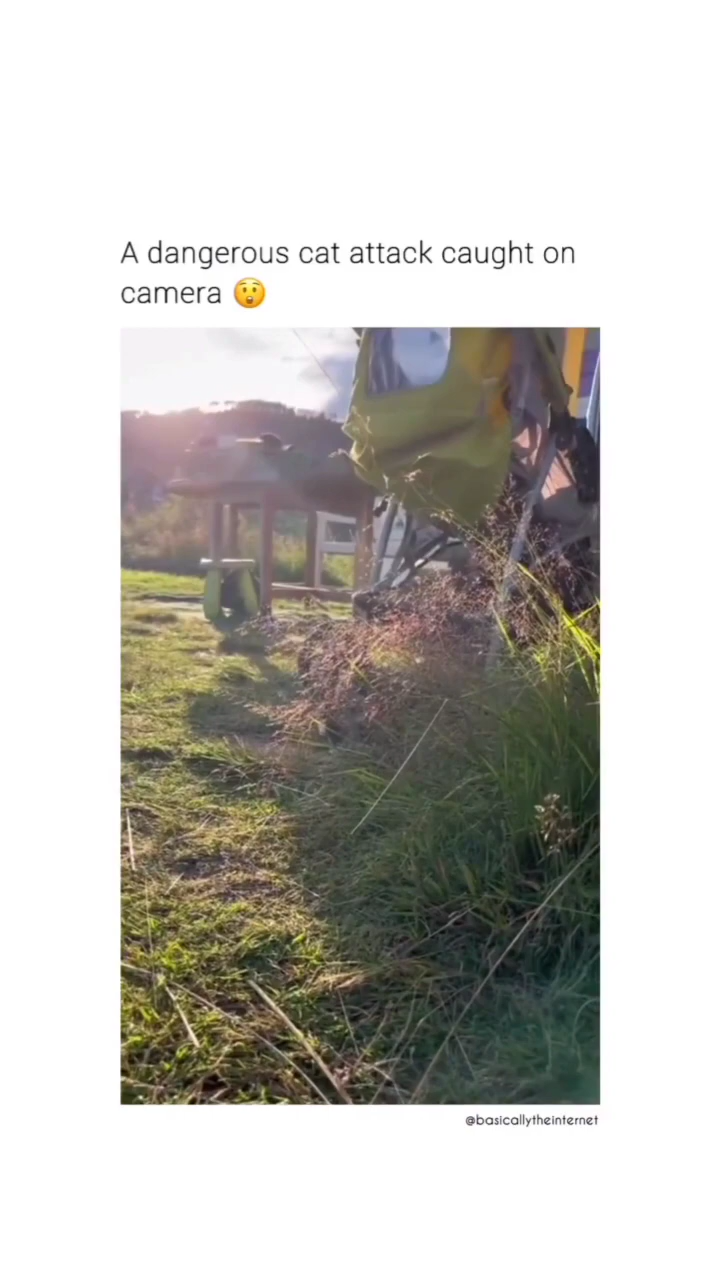 A dangerous cat attack caught on
camera 😲
@basicallytheinternet